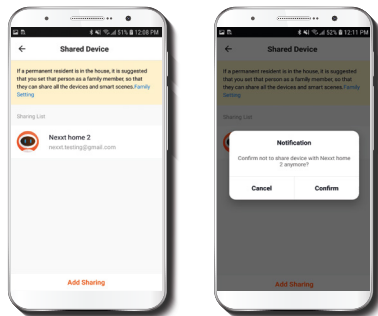 51% 12:08 PM
Shared Device
If a permanent resident is in the house, it is suggested
that you set that person as a family member, so that
they can share all the devices and smart scenes.Family
Setting.
Sharing List
Nexxt home 2
nexxt.testing@gmail.com
Add Sharing
52% 12:11 PM
Shared Device
If a permanent resident is in the house, it is suggested
that you set that person as a family member, so that
they can share all the devices and smart scenes.Family
Setting.
Sharing List
Notification
Confirm not to share device with Nexxt home
2 anymore?
Cancel Confirm
Add Sharing